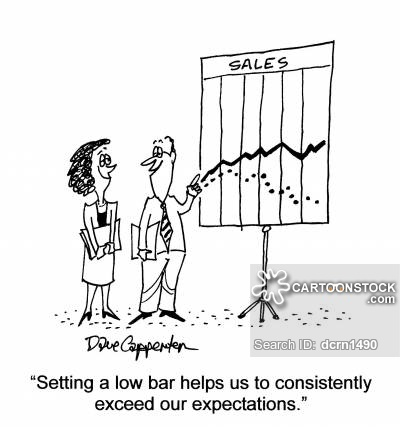 SALES
CARTOONSTOCK
.com
Search ID: dcrn1490
Dave Carpenter
“Setting a low bar helps us to consistently
exceed our expectations.”